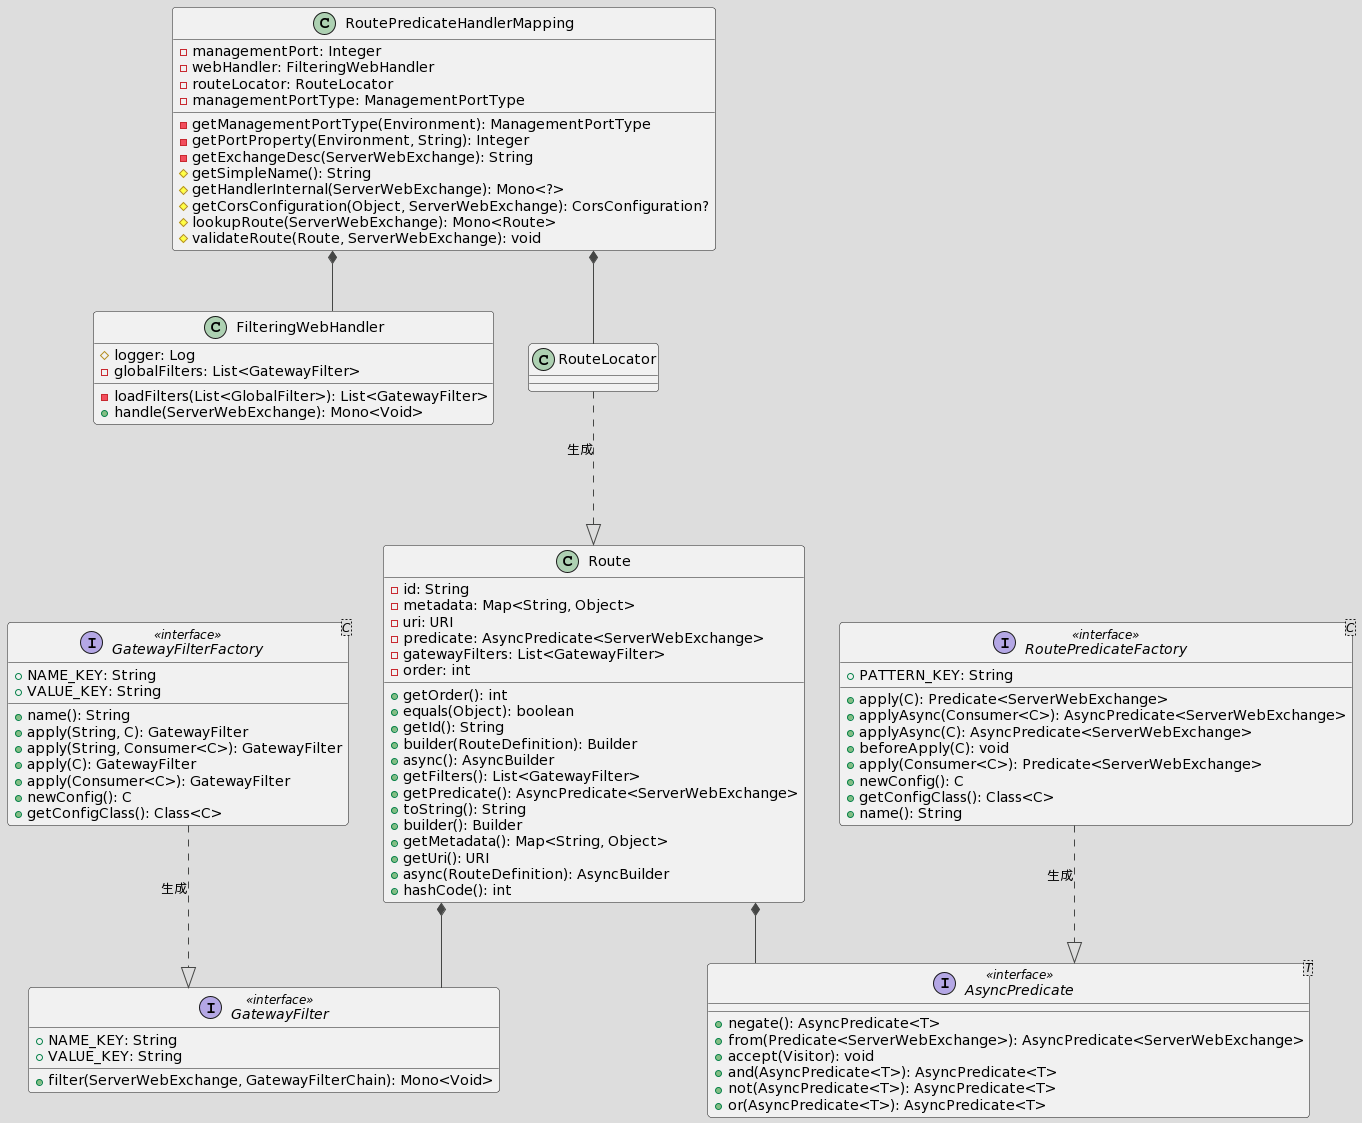 C RoutePredicateHandlerMapping
managementPort: Integer
webHandler: FilteringWebHandler
routeLocator: RouteLocator
managementPortType: ManagementPortType
getManagementPortType(Environment): ManagementPortType
getPortProperty(Environment, String): Integer
getExchangeDesc(ServerWebExchange): String
getSimpleName(): String
getHandlerInternal(ServerWebExchange): Mono<?>
getCorsConfiguration(Object, ServerWebExchange): CorsConfiguration?
lookupRoute(ServerWebExchange): Mono<Route>
validateRoute(Route, ServerWebExchange): void
C FilteringWebHandler
logger: Log
globalFilters: List<GatewayFilter>
loadFilters(List<GlobalFilter>): List<GatewayFilter>
handle(ServerWebExchange): Mono<Void>
C RouteLocator
生成
C Route
id: String
metadata: Map<String, Object>
uri: URI
predicate: AsyncPredicate<ServerWebExchange>
gatewayFilters: List<GatewayFilter>
order: int
getOrder(): int
equals(Object): boolean
getId(): String
builder(RouteDefinition): Builder
async(): AsyncBuilder
getFilters(): List<GatewayFilter>
getPredicate(): AsyncPredicate<ServerWebExchange>
toString(): String
builder(): Builder
getMetadata(): Map<String, Object>
getUri(): URI
async(RouteDefinition): AsyncBuilder
hashCode(): int
C
«interface»
I GatewayFilterFactory
NAME_KEY: String
VALUE_KEY: String
name(): String
apply(String, C): GatewayFilter
apply(String, Consumer<C>): GatewayFilter
apply(C): GatewayFilter
apply(Consumer<C>): GatewayFilter
newConfig(): C
getConfigClass(): Class<C>
C
«interface»
I RoutePredicateFactory
PATTERN_KEY: String
apply(C): Predicate<ServerWebExchange>
applyAsync(Consumer<C>): AsyncPredicate<ServerWebExchange>
applyAsync(C): AsyncPredicate<ServerWebExchange>
beforeApply(C): void
apply(Consumer<C>): Predicate<ServerWebExchange>
newConfig(): C
getConfigClass(): Class<C>
name(): String
生成
生成
«interface»
I GatewayFilter
NAME_KEY: String
VALUE_KEY: String
filter(ServerWebExchange, GatewayFilterChain): Mono<Void>
T
«interface»
I AsyncPredicate
negate(): AsyncPredicate<T>
from(Predicate<ServerWebExchange>): AsyncPredicate<ServerWebExchange>
accept(Visitor): void
and(AsyncPredicate<T>): AsyncPredicate<T>
not(AsyncPredicate<T>): AsyncPredicate<T>
or(AsyncPredicate<T>): AsyncPredicate<T>